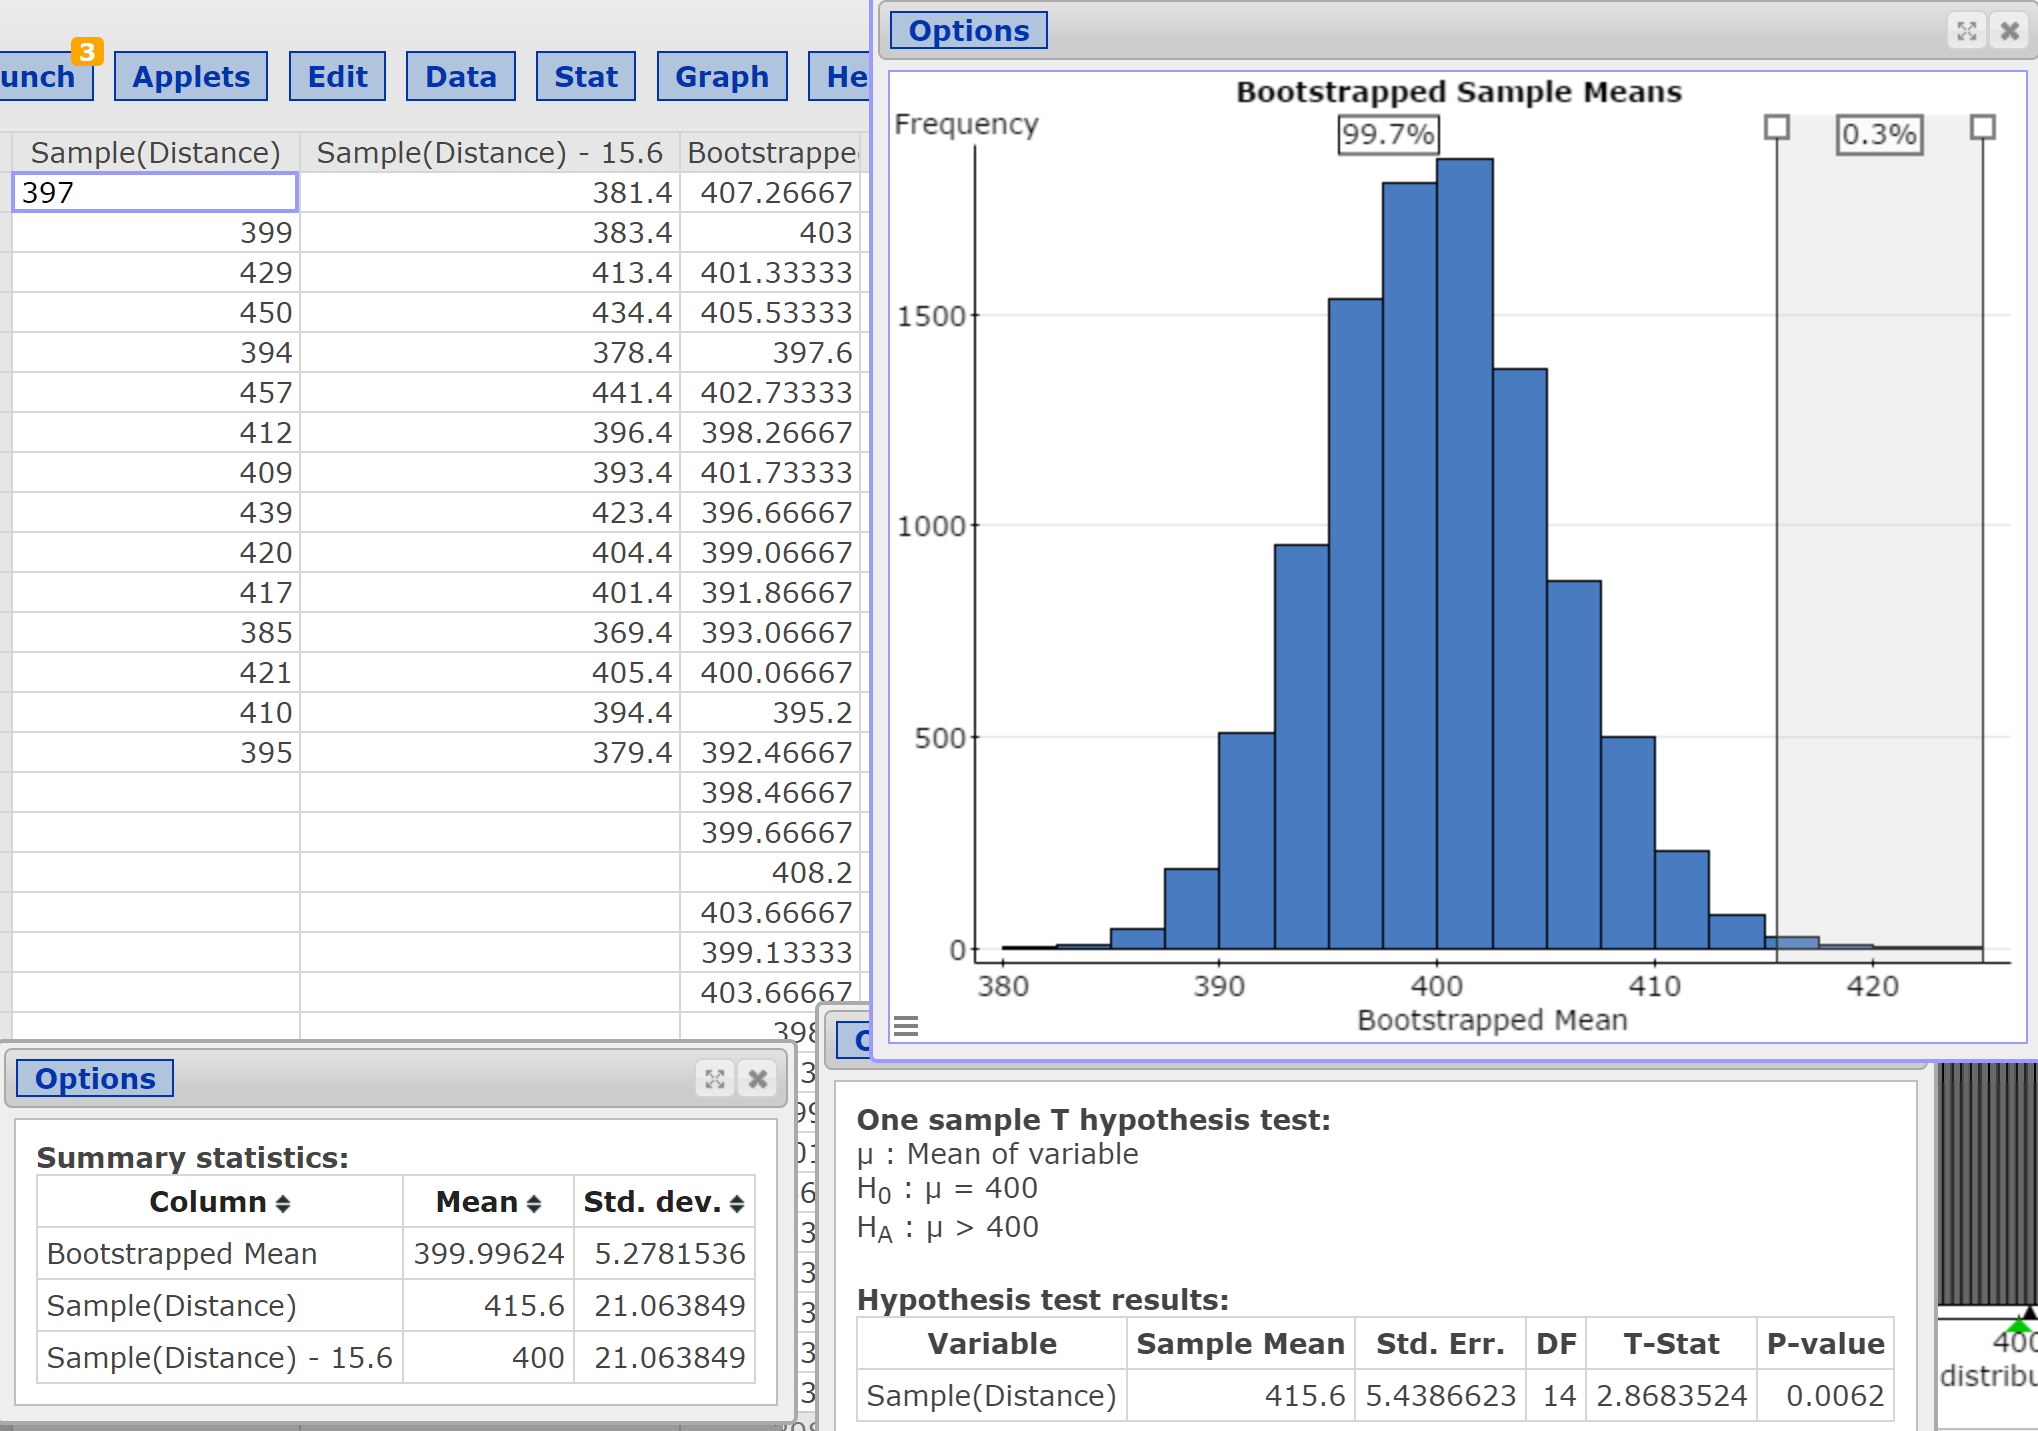 3
unch Applets Edit Data Stat Graph He
Sample(Distance) Sample(Distance) - 15.6 Bootstrappe
397 381.4 407.26667
399 383.4 403
429 413.4 401.33333
450 434.4 405.53333
394 378.4 397.6
457 441.4 402.73333
412 396.4 398.26667
409 393.4 401.73333
439 423.4 396.66667
420 404.4 399.06667
417 401.4 391.86667
385 369.4 393.06667
421 405.4 400.06667
410 394.4 395.2
395 379.4 392.46667
398.46667
399.66667
408.2
403.66667
399.13333
403.66667
Options
Bootstrapped Sample Means
Frequency
99.7% 0.3%
1500
1000
500
0
380 390 400 410 420
Bootstrapped Mean
Options
Summary statistics:
Column Mean Std. dev.
Bootstrapped Mean 399.99624 5.2781536
Sample(Distance) 415.6 21.063849
Sample(Distance) - 15.6 400 21.063849
One sample T hypothesis test:
μ : Mean of variable
H0 : μ = 400
HA : μ > 400
Hypothesis test results:
Variable Sample Mean Std. Err. DF T-Stat P-value
Sample(Distance) 415.6 5.4386623 14 2.8683524 0.0062
400
distribu